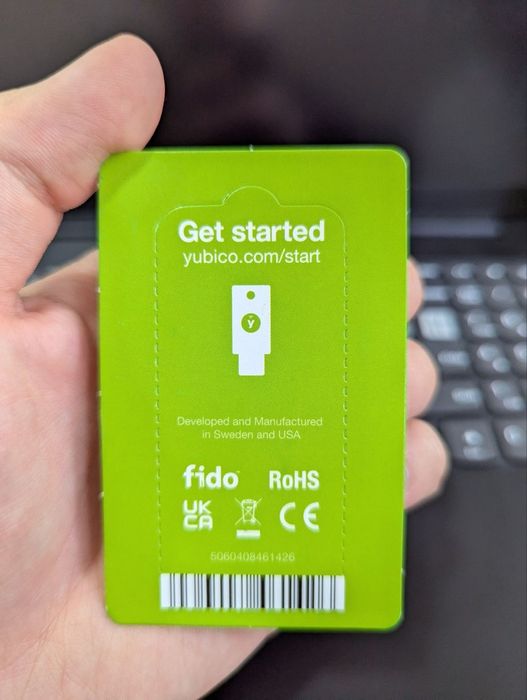 Get started
yubico.com/start
y
Developed and Manufactured
in Sweden and USA
fido
RoHS
UK
CA
CE
5060408461426